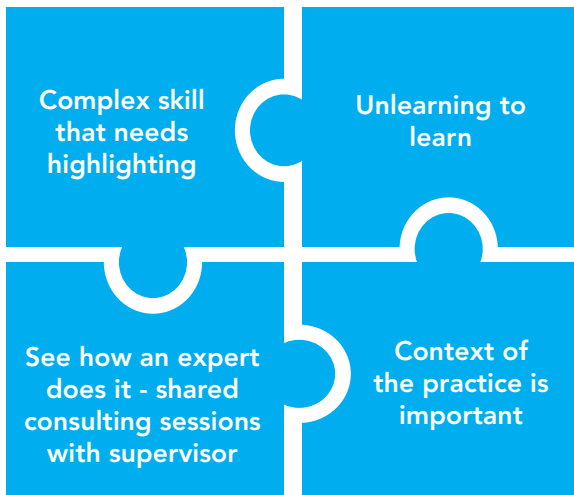 Complex skill
that needs
highlighting
Unlearning to
learn
See how an expert
does it - shared
consulting sessions
with supervisor
Context of
the practice is
important